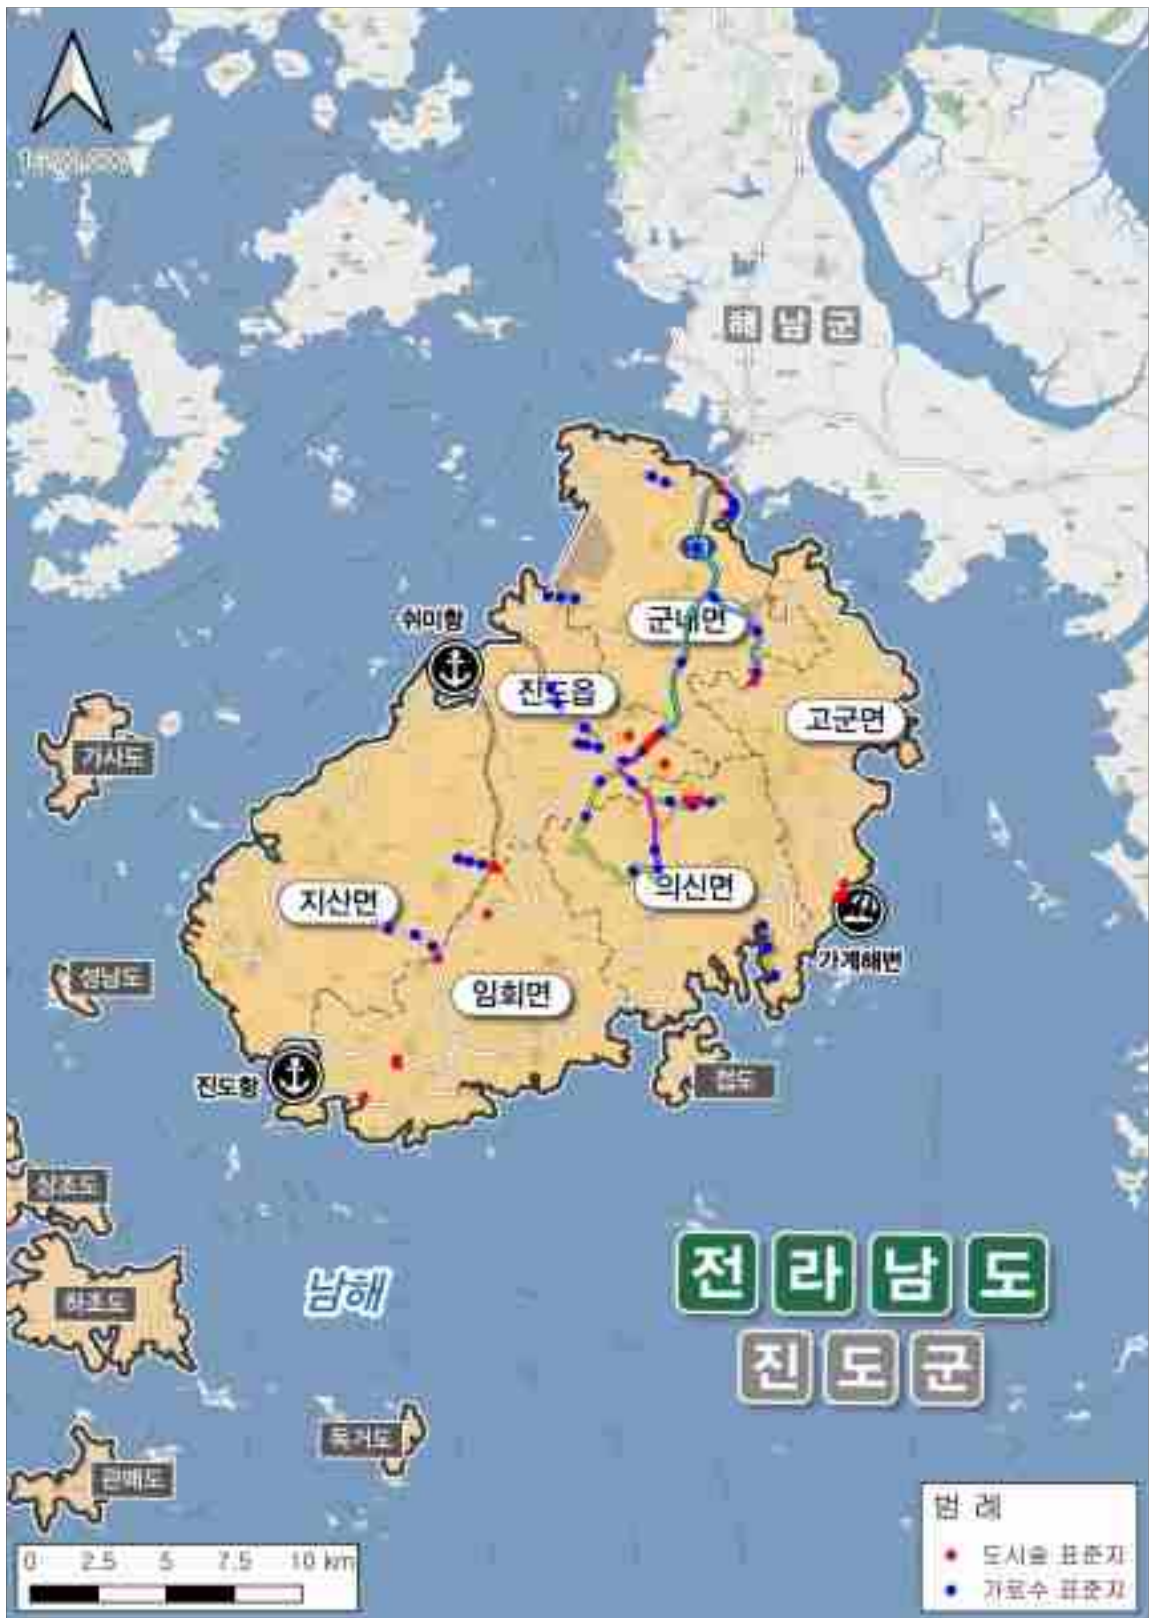 해남군
쉬미항
군내면
진도읍
고군면
가사도
지산면
의신면
가계해변
성남도
임회면
진도항
접도
상조도
하조도
남해
전라남도
진도군
독거도
관매도
범 례
도시숲 표준지
가로수 표준지
0 2.5 5 7.5 10 km